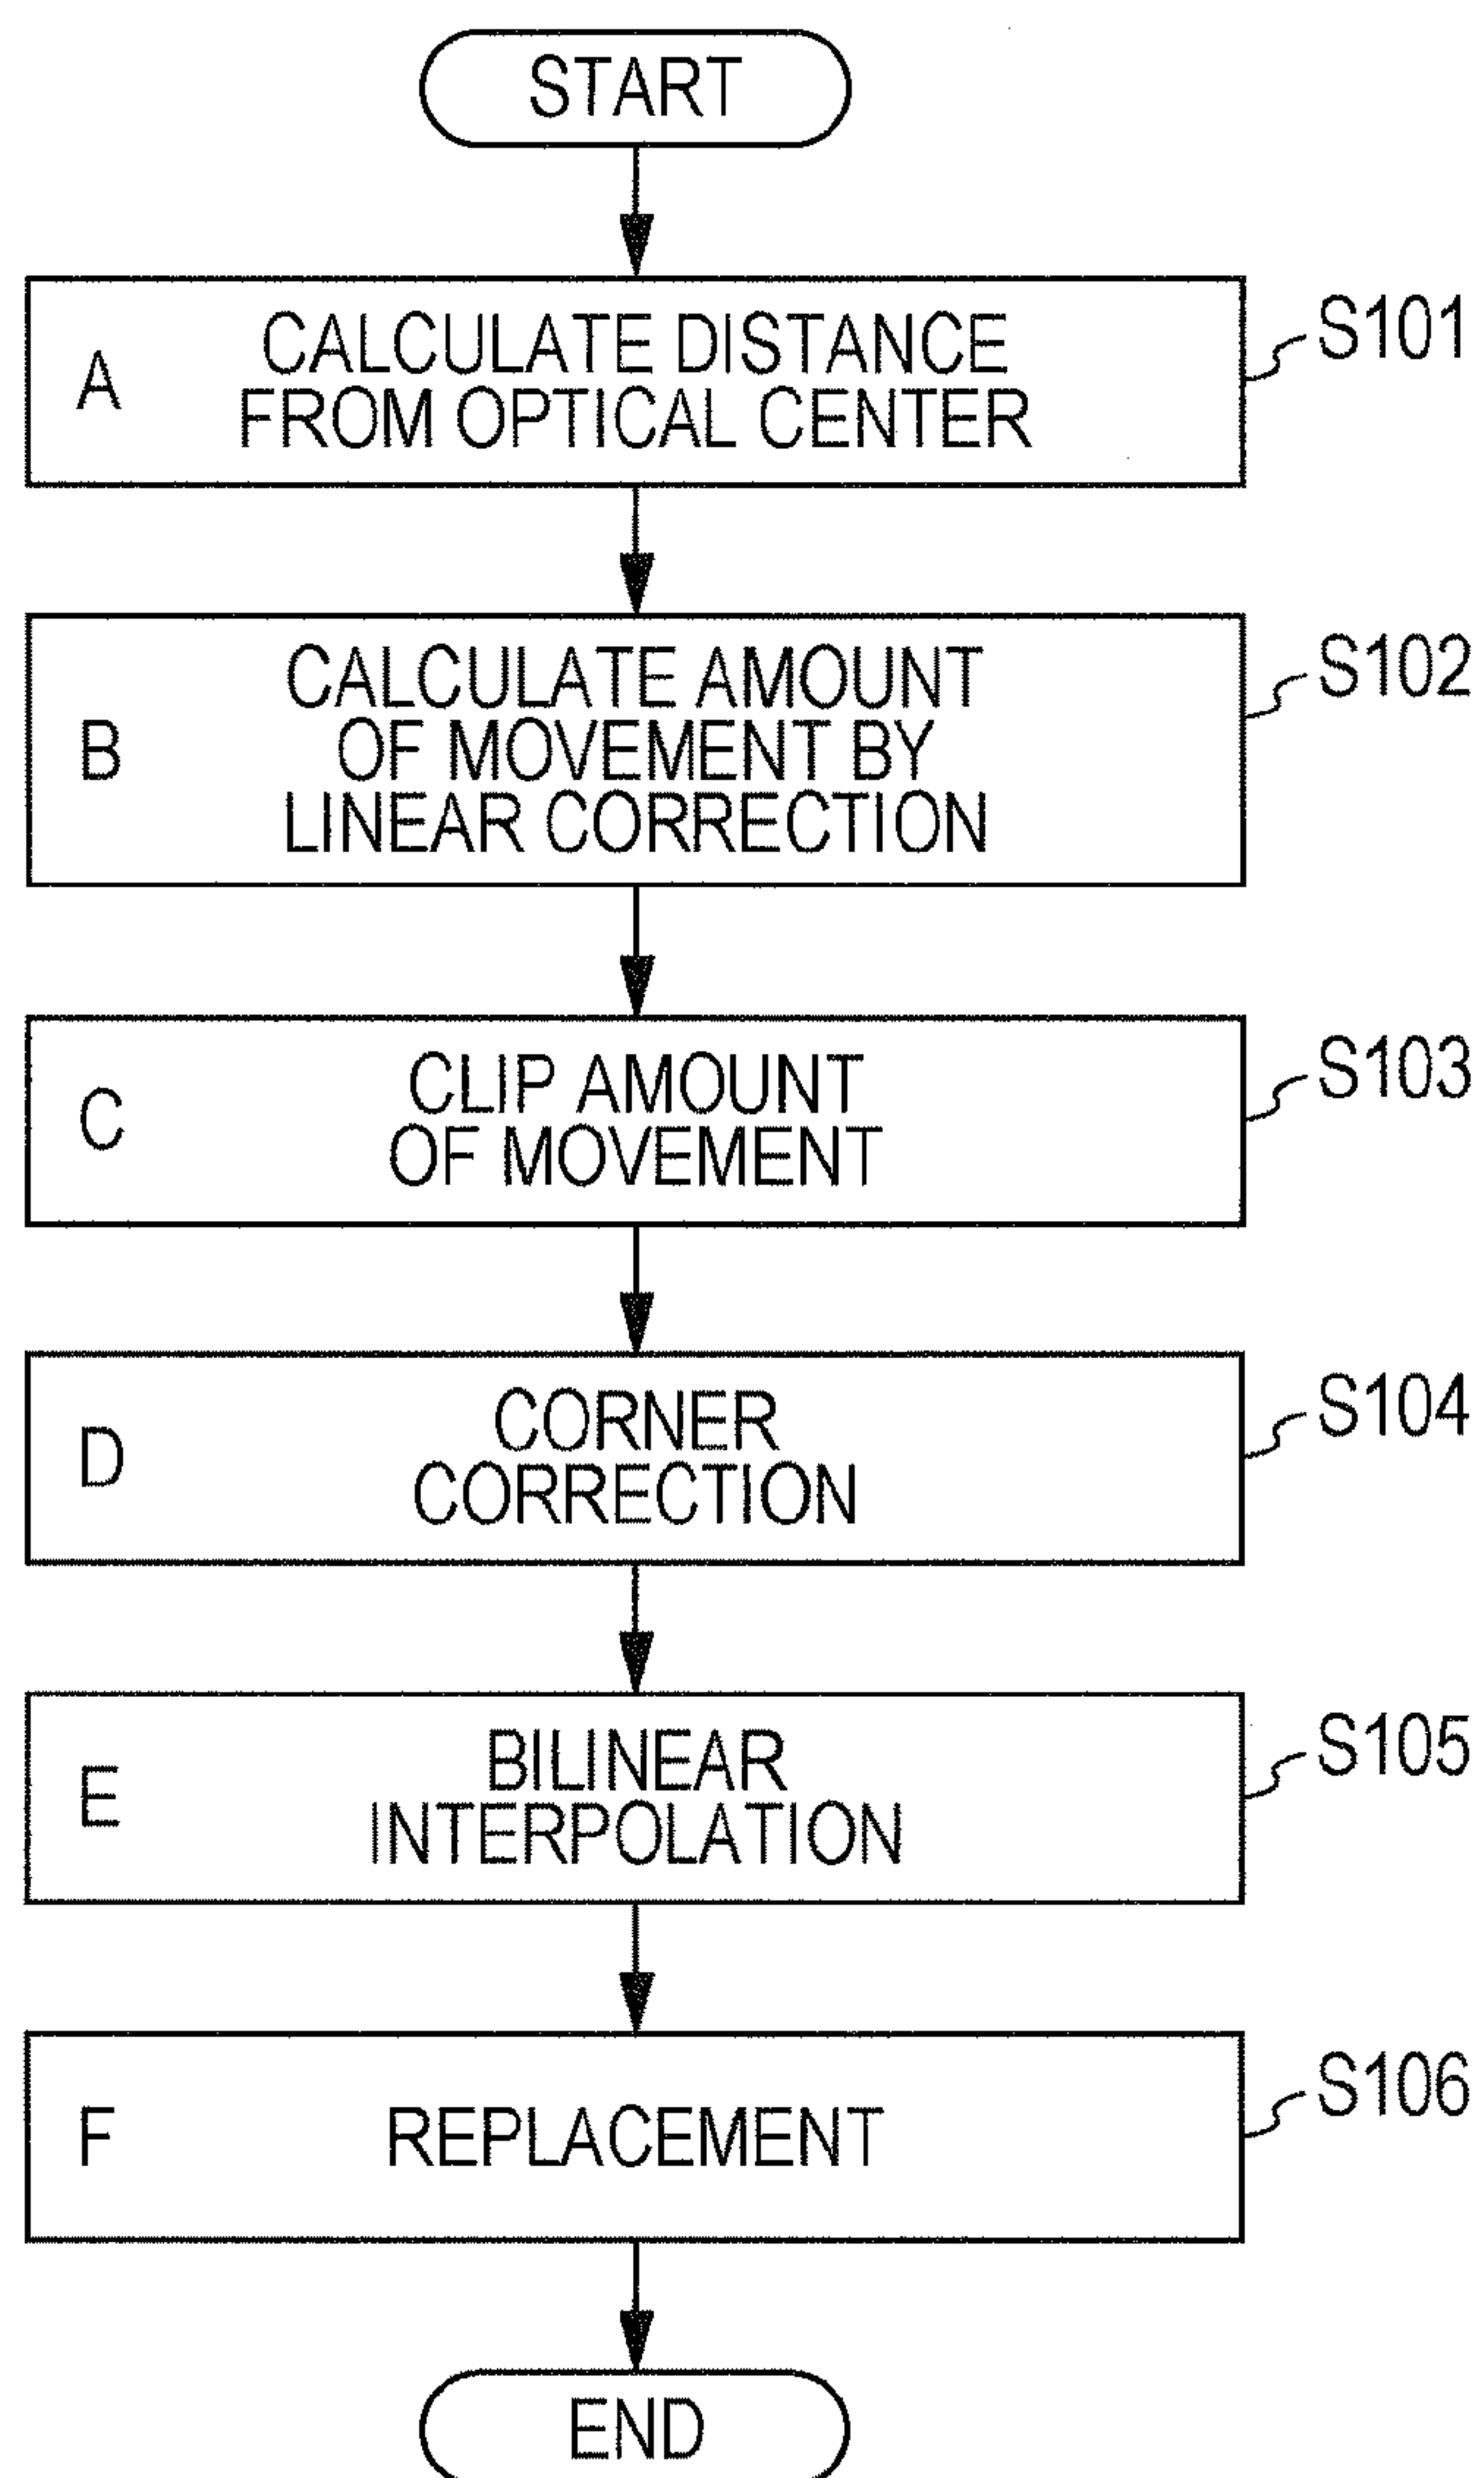 START
A
CALCULATE DISTANCE
FROM OPTICAL CENTER
S101
B
CALCULATE AMOUNT
OF MOVEMENT BY
LINEAR CORRECTION
S102
C
CLIP AMOUNT
OF MOVEMENT
S103
D
CORNER
CORRECTION
S104
E
BILINEAR
INTERPOLATION
S105
F
REPLACEMENT
S106
END